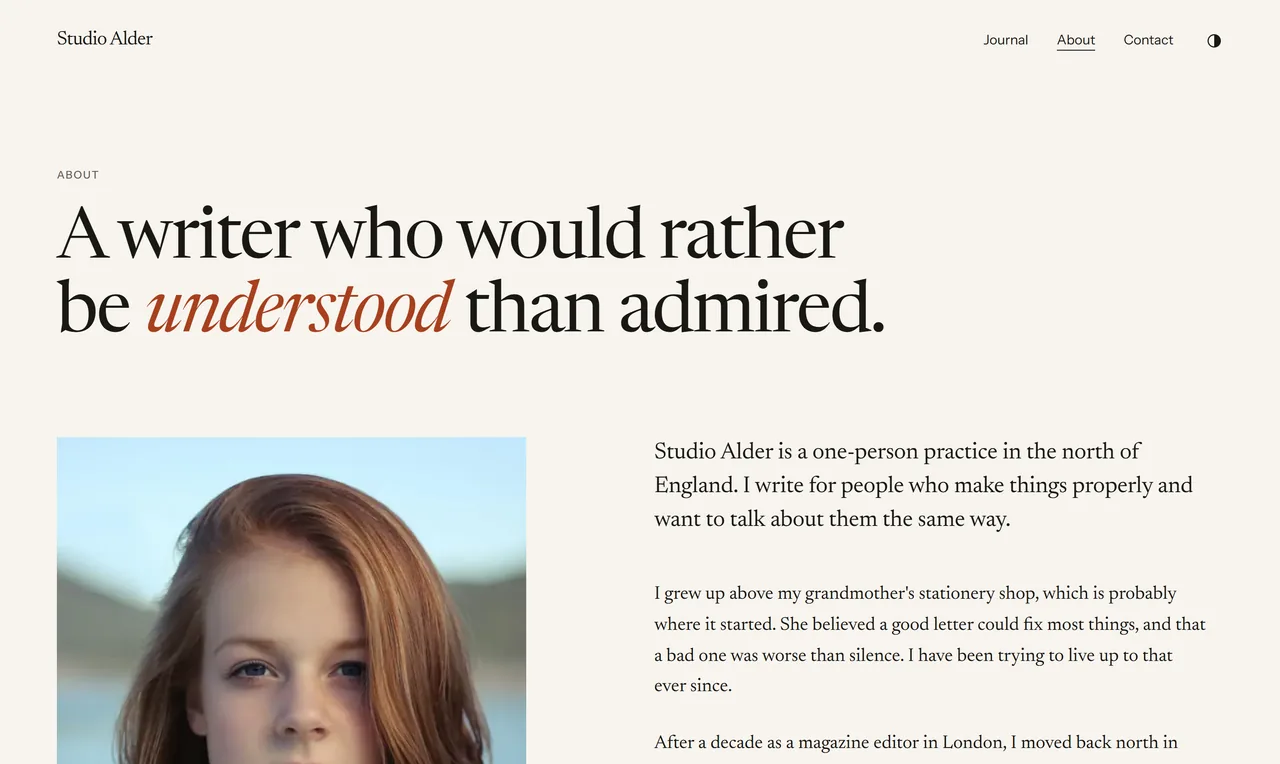 Studio Alder
Journal
About
Contact
ABOUT
A writer who would rather
be understood than admired.
Studio Alder is a one-person practice in the north of
England. I write for people who make things properly and
want to talk about them the same way.
I grew up above my grandmother's stationery shop, which is probably
where it started. She believed a good letter could fix most things, and that
a bad one was worse than silence. I have been trying to live up to that
ever since.
After a decade as a magazine editor in London, I moved back north in